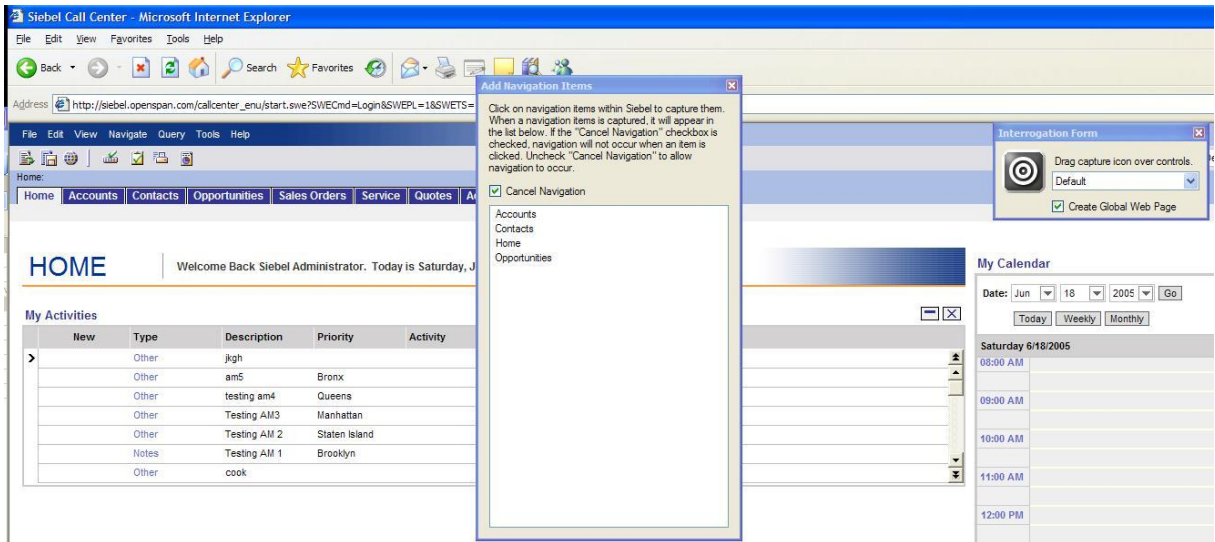 Siebel Call Center - Microsoft Internet Explorer
File Edit View Favorites Tools Help
Back Search Favorites
Address http://siebel.openspan.com/callcenter_enu/start.swe?SWECmd=Login&SWEPL=1&SWETS=
File Edit View Navigate Query Tools Help
Home:
Home Accounts Contacts Opportunities Sales Orders Service Quotes
HOME
Welcome Back Siebel Administrator. Today is Saturday, J
My Activities
New Type Description Priority Activity
Other jkgh
Other am5 Bronx
Other testing am4 Queens
Other Testing AM3 Manhattan
Other Testing AM 2 Staten Island
Notes Testing AM 1 Brooklyn
Other cook
Add Navigation Items
Click on navigation items within Siebel to capture them.
When a navigation items is captured, it will appear in
the list below. If the "Cancel Navigation" checkbox is
checked, navigation will not occur when an item is
clicked. Uncheck "Cancel Navigation" to allow
navigation to occur.
Cancel Navigation
Accounts
Contacts
Home
Opportunities
Interrogation Form
Drag capture icon over controls.
Default
Create Global Web Page
My Calendar
Date: Jun 18 2005 Go
Today Weekly Monthly
Saturday 6/18/2005
08:00 AM
09:00 AM
10:00 AM
11:00 AM
12:00 PM